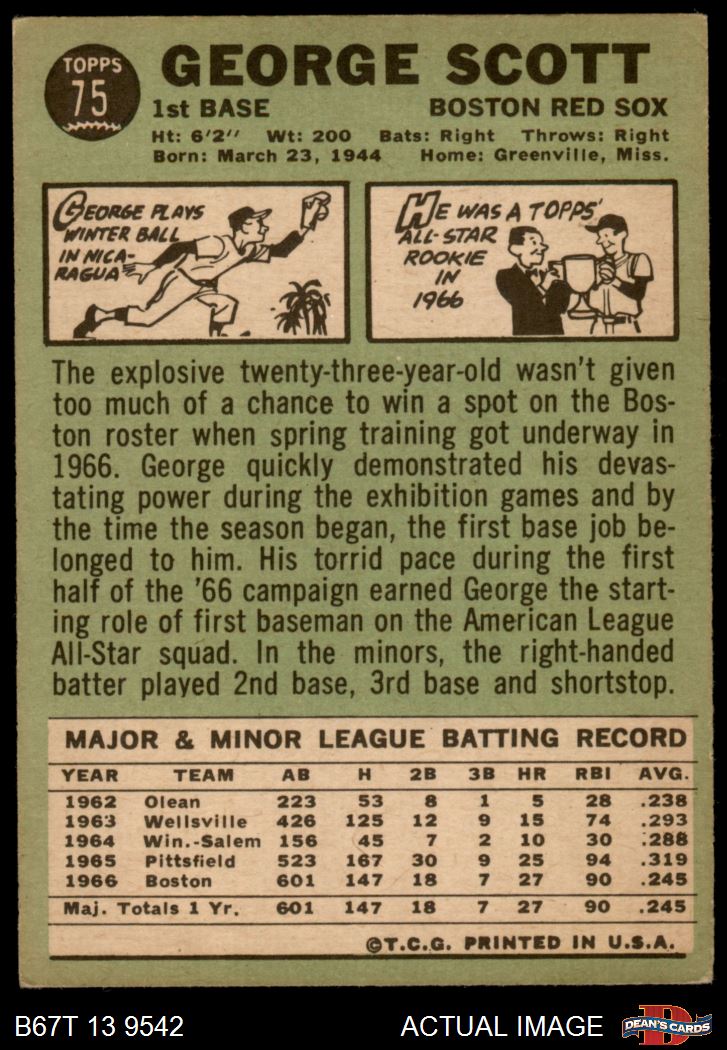 TOPPS
75
GEORGE SCOTT
1st BASE BOSTON RED SOX
Ht: 6'2" Wt: 200 Bats: Right Throws: Right
Born: March 23, 1944 Home: Greenville, Miss.
GEORGE PLAYS
WINTER BALL
IN NICA-
RAGUA
HE WAS A TOPPS'
ALL-STAR
ROOKIE
IN
1966
The explosive twenty-three-year-old wasn't given
too much of a chance to win a spot on the Bos-
ton roster when spring training got underway in
1966. George quickly demonstrated his devas-
tating power during the exhibition games and by
the time the season began, the first base job be-
longed to him. His torrid pace during the first
half of the '66 campaign earned George the start-
ing role of first baseman on the American League
All-Star squad. In the minors, the right-handed
batter played 2nd base, 3rd base and shortstop.
MAJOR & MINOR LEAGUE BATTING RECORD
YEAR TEAM AB H 2B 3B HR RBI AVG.
1962 Olean 223 53 8 1 5 28 .238
1963 Wellsville 426 125 12 9 15 74 .293
1964 Win.-Salem 156 45 7 2 10 30 .288
1965 Pittsfield 523 167 30 9 25 94 .319
1966 Boston 601 147 18 7 27 90 .245
Maj. Totals 1 Yr. 601 147 18 7 27 90 .245
©T.C.G. PRINTED IN U.S.A.
B67T 13 9542 ACTUAL IMAGE
D
DEAN'S CARDS